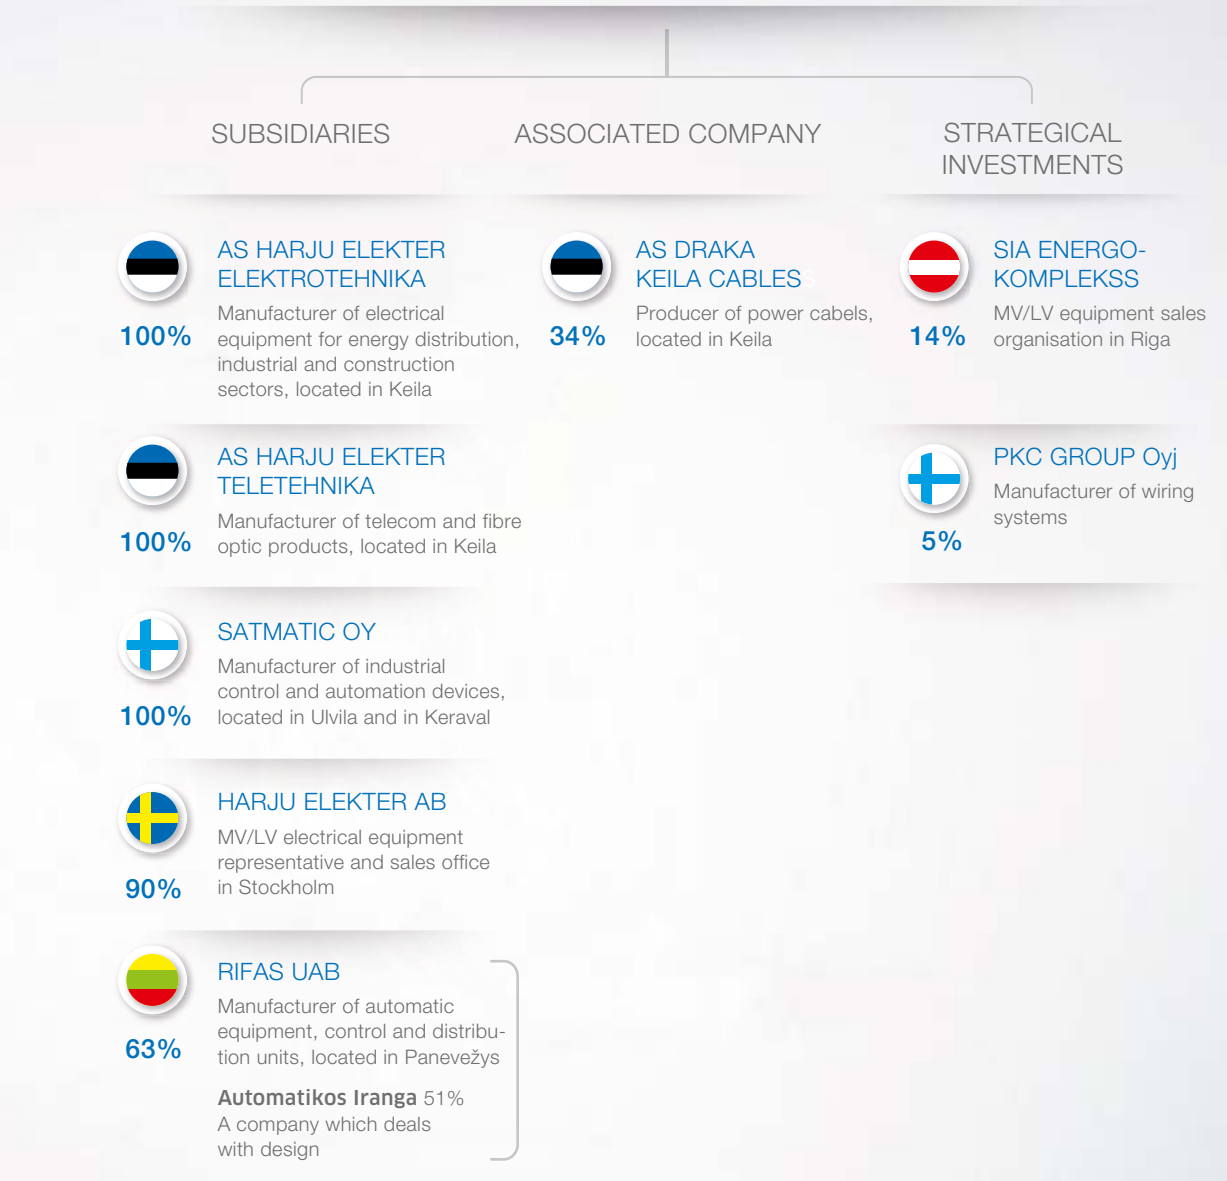 SUBSIDIARIES
ASSOCIATED COMPANY
STRATEGICAL
INVESTMENTS
AS HARJU ELEKTER
ELEKTROTEHNIKA
100%
Manufacturer of electrical
equipment for energy distribution,
industrial and construction
sectors, located in Keila
AS HARJU ELEKTER
TELETEHNIKA
100%
Manufacturer of telecom and fibre
optic products, located in Keila
SATMATIC OY
100%
Manufacturer of industrial
control and automation devices,
located in Ulvila and in Keraval
HARJU ELEKTER AB
90%
MV/LV electrical equipment
representative and sales office
in Stockholm
RIFAS UAB
63%
Manufacturer of automatic
equipment, control and distribu-
tion units, located in Panevežys
Automatikos Iranga 51%
A company which deals
with design
AS DRAKA
KEILA CABLES
34%
Producer of power cabels,
located in Keila
SIA ENERGO-
KOMPLEKSS
14%
MV/LV equipment sales
organisation in Riga
PKC GROUP Oyj
5%
Manufacturer of wiring
systems